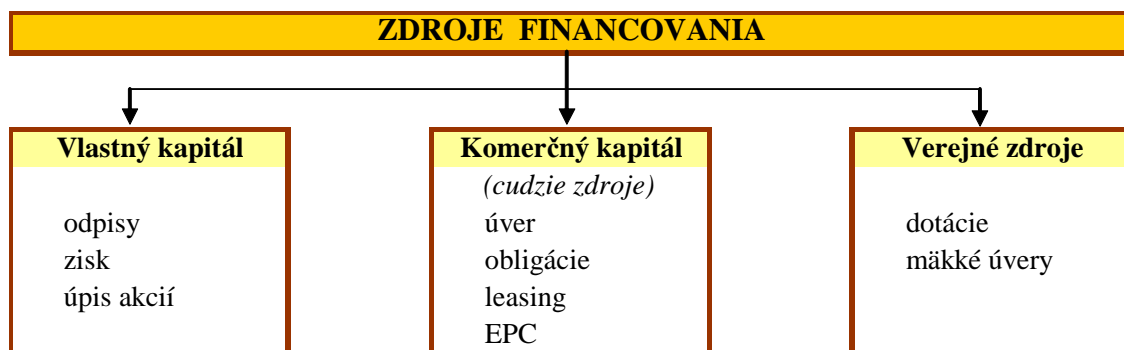 ZDROJE FINANCOVANIA
Vlastný kapitál
odpisy
zisk
úpis akcií
Komerčný kapitál
(cudzie zdroje)
úver
obligácie
leasing
EPC
Verejné zdroje
dotácie
mäkké úvery